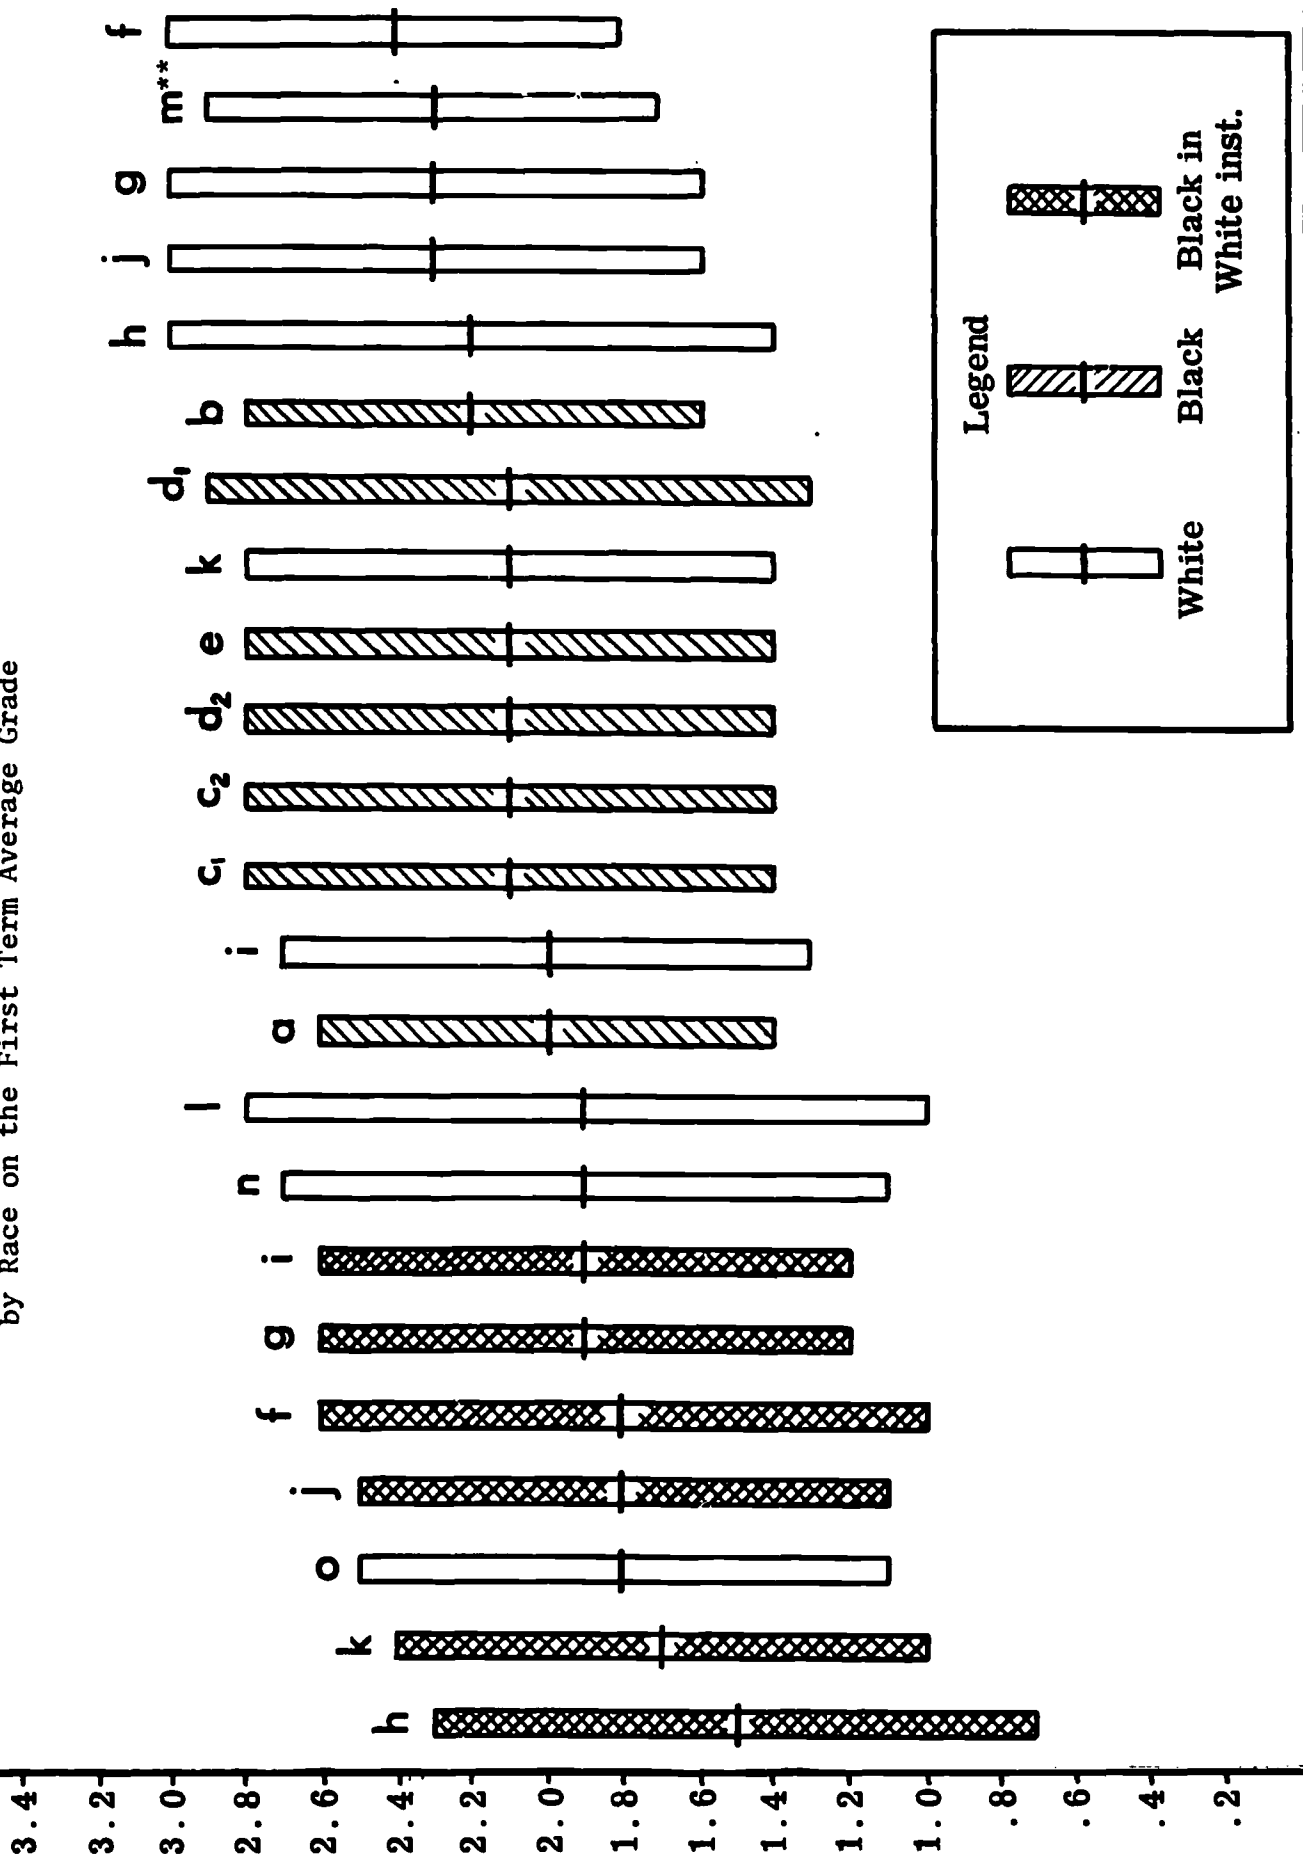 by Race on the First Term Average Grade
3.4
3.2
3.0
2.8
2.6
2.4
2.2
2.0
1.8
1.6
1.4
1.2
1.0
.8
.6
.4
.2
h
k
o
j
f
g
i
n
l
a
i
c₁
c₂
d₂
e
k
d₁
b
h
j
g
m**
f
Legend
White
Black
Black in
White inst.